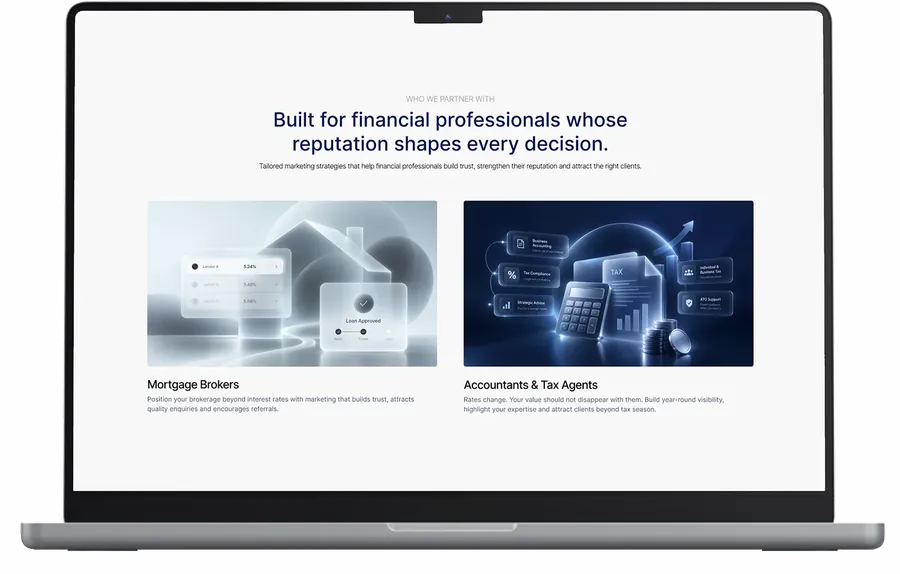 WHO WE PARTNER WITH
Built for financial professionals whose
reputation shapes every decision.
Tailored marketing strategies that help financial professionals build trust, strengthen their reputation and attract the right clients.
Lender A 5.24%
5.49%
Loan Approved
Business
Accounting
Tax Compliance
Strategic Advice
TAX
Individual &
Business Tax
ATO Support
Mortgage Brokers
Position your brokerage beyond interest rates with marketing that builds trust, attracts
quality enquiries and encourages referrals.
Accountants & Tax Agents
Rates change. Your value should not disappear with them. Build year-round visibility,
highlight your expertise and attract clients beyond tax season.